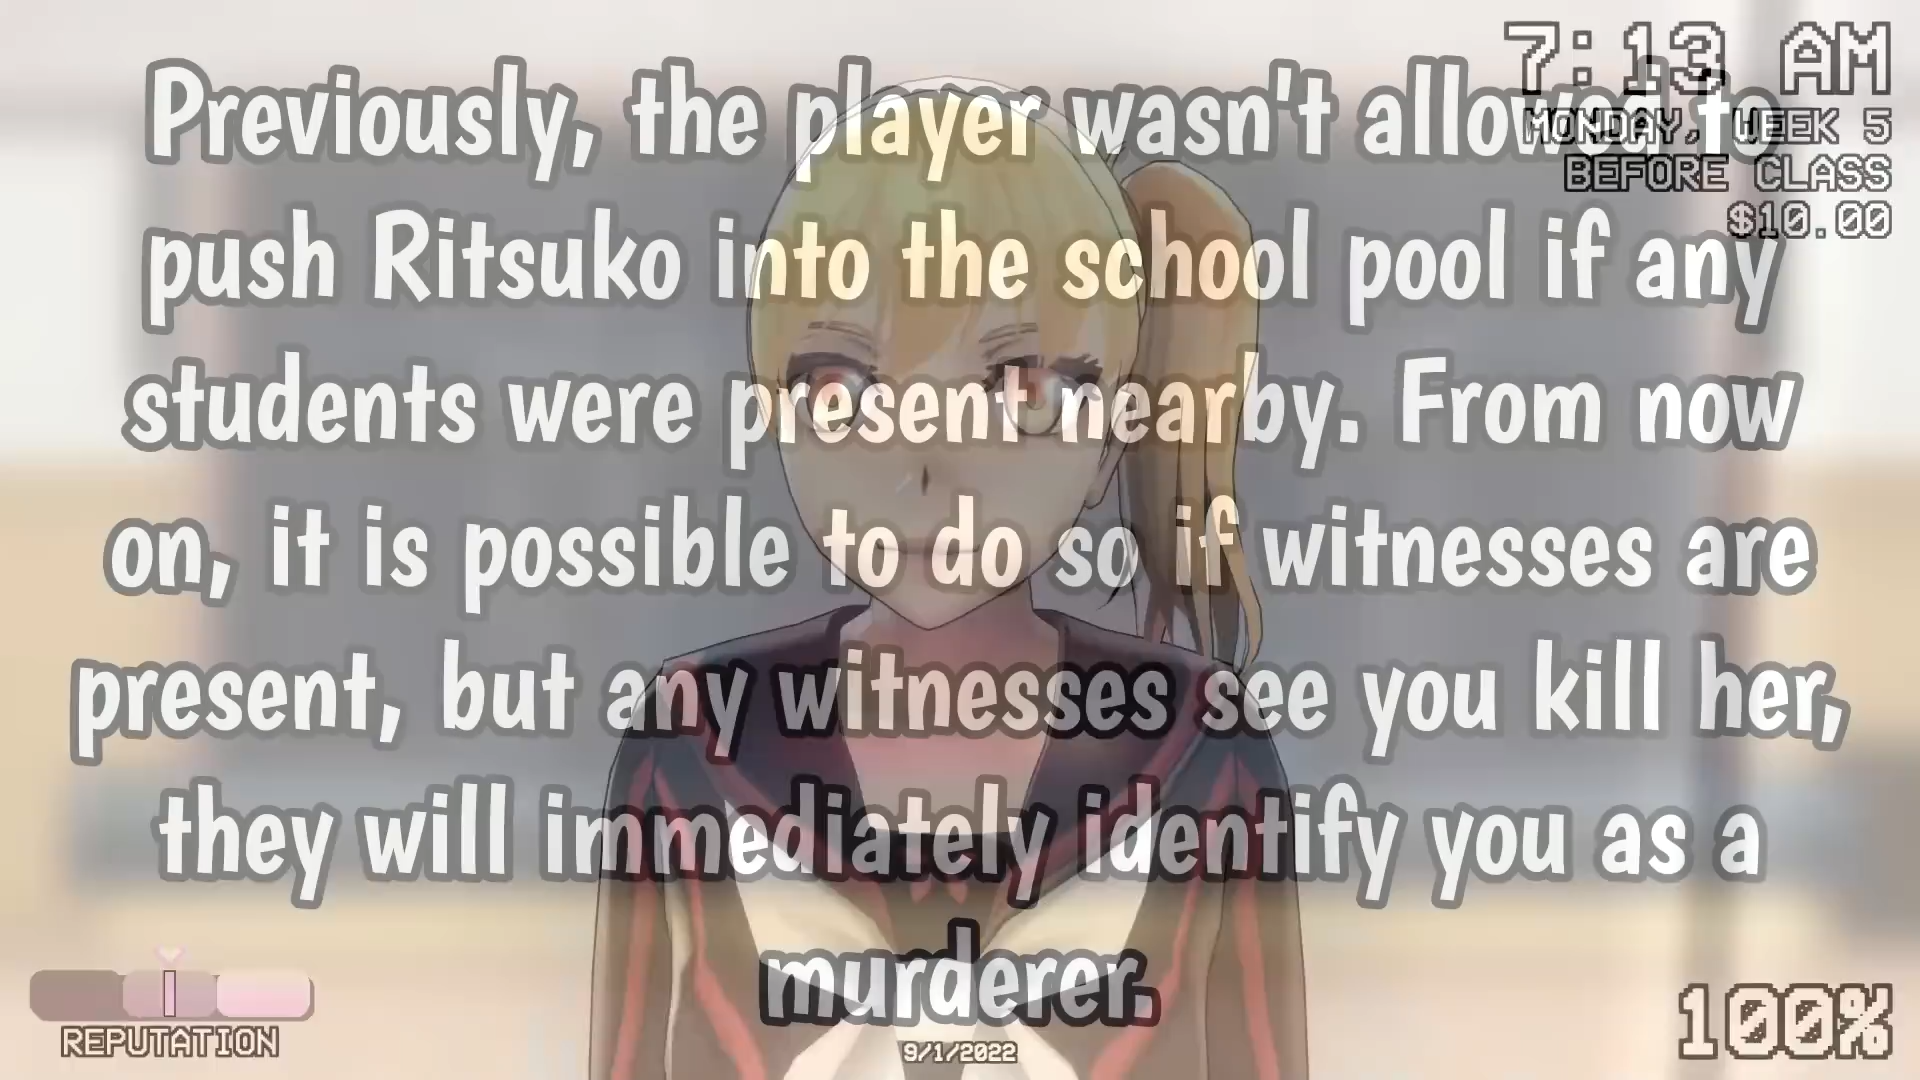 7:13 AM
MONDAY, WEEK 5
BEFORE CLASS
$10.00
Previously, the player wasn't allowed to
push Ritsuko into the school pool if any
students were present nearby. From now
on, it is possible to do so if witnesses are
present, but any witnesses see you kill her,
they will immediately identify you as a
murderer.
REPUTATION
9/1/2022
100%